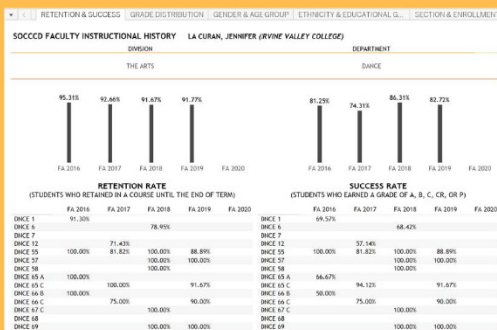 RETENTION & SUCCESS GRADE DISTRIBUTION GENDER & AGE GROUP ETHNICITY & EDUCATIONAL G... SECTION & ENROLLMENT
SOCCCD FACULTY INSTRUCTIONAL HISTORY LA CURAN, JENNIFER (IRVINE VALLEY COLLEGE)
DIVISION DEPARTMENT
THE ARTS DANCE
95.31% 92.66% 91.67% 91.77% 81.25% 74.31% 86.31% 82.72%
FA 2016 FA 2017 FA 2018 FA 2019 FA 2020 FA 2016 FA 2017 FA 2018 FA 2019 FA 2020
RETENTION RATE SUCCESS RATE
(STUDENTS WHO RETAINED IN A COURSE UNTIL THE END OF TERM) (STUDENTS WHO EARNED A GRADE OF A, B, C, CR, OR P)
FA 2016 FA 2017 FA 2018 FA 2019 FA 2020 FA 2016 FA 2017 FA 2018 FA 2019 FA 2020
DNCE 1 91.30% DNCE 1 69.57%
DNCE 6 78.95% DNCE 6 68.42%
DNCE 7 DNCE 7
DNCE 12 71.43% DNCE 12 57.14%
DNCE 55 100.00% 81.82% 100.00% 88.89% DNCE 55 100.00% 81.82% 100.00% 88.89%
DNCE 57 100.00% 100.00% DNCE 57 100.00% 100.00%
DNCE 58 100.00% DNCE 58 100.00%
DNCE 65 A 100.00% DNCE 65 A 66.67%
DNCE 65 C 100.00% 91.67% DNCE 65 C 94.12% 91.67%
DNCE 66 B 100.00% DNCE 66 B 50.00%
DNCE 66 C 75.00% 90.00% DNCE 66 C 75.00% 90.00%
DNCE 67 C 100.00% DNCE 67 C 100.00%
DNCE 68 DNCE 68
DNCE 69 100.00% 100.00% DNCE 69 100.00% 100.00%